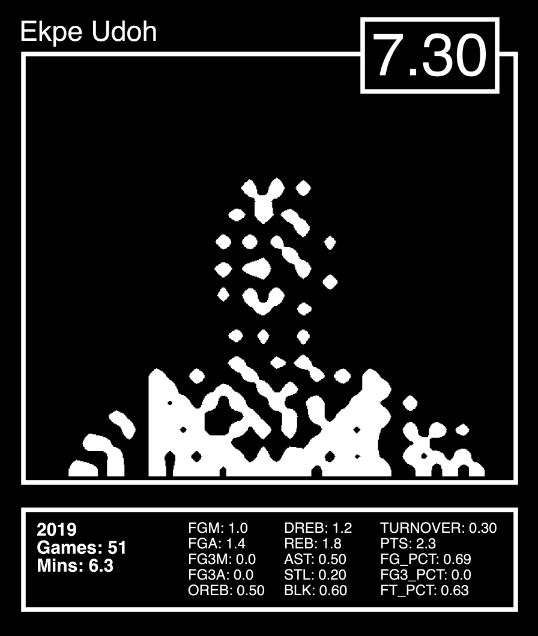 Ekpe Udoh
7.30
2019
Games: 51
Mins: 6.3
FGM: 1.0
FGA: 1.4
FG3M: 0.0
FG3A: 0.0
OREB: 0.50
DREB: 1.2
REB: 1.8
AST: 0.50
STL: 0.20
BLK: 0.60
TURNOVER: 0.30
PTS: 2.3
FG_PCT: 0.69
FG3_PCT: 0.0
FT_PCT: 0.63